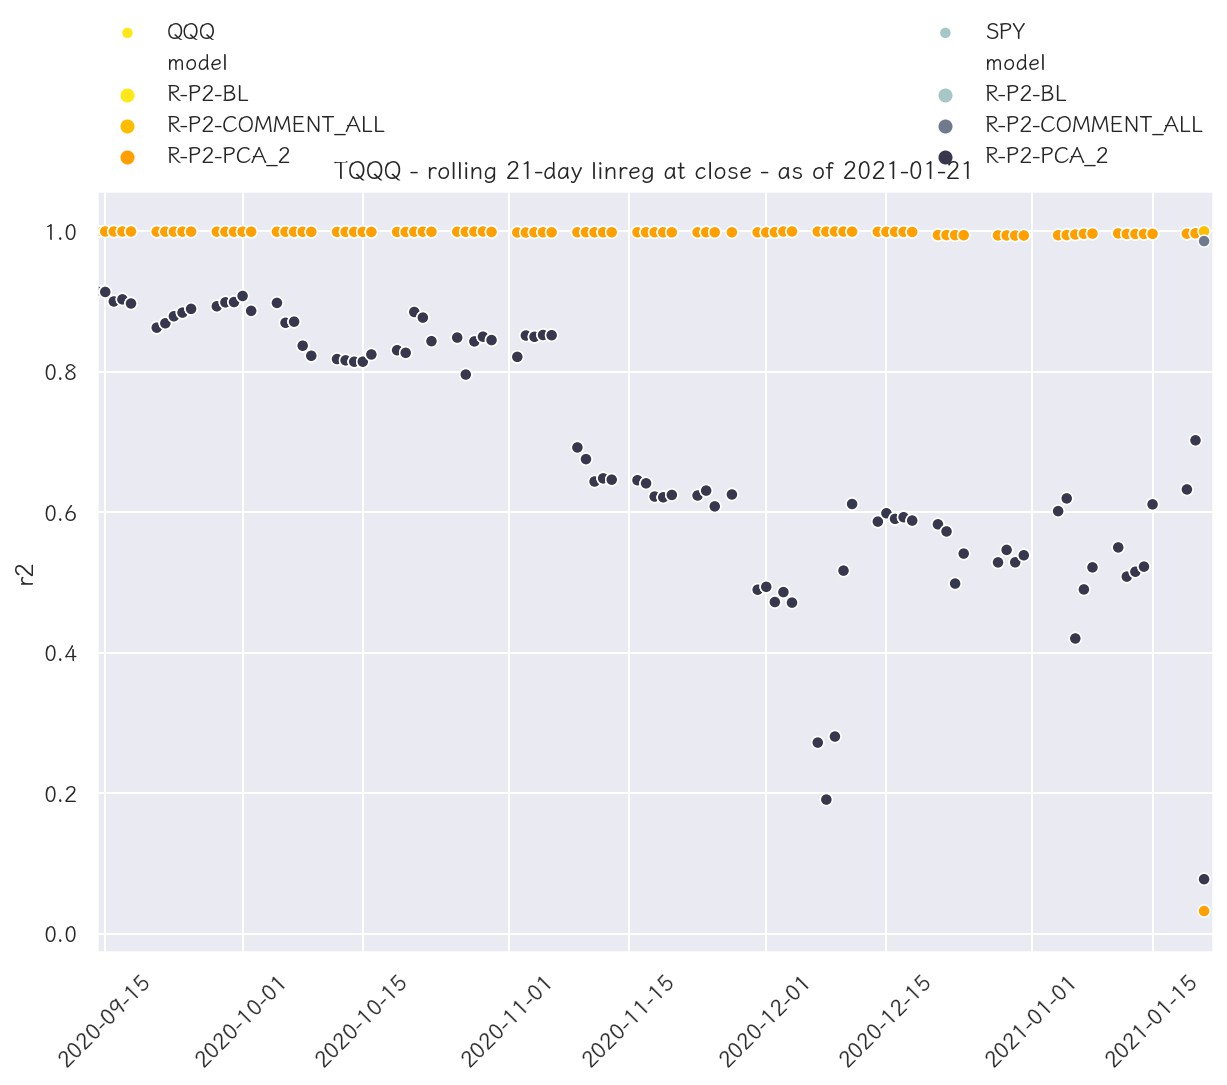 QQQ
model
R-P2-BL
R-P2-COMMENT_ALL
R-P2-PCA_2
SPY
model
R-P2-BL
R-P2-COMMENT_ALL
R-P2-PCA_2
TQQQ - rolling 21-day linreg at close - as of 2021-01-21
1.0
0.8
0.6
0.4
0.2
0.0
r2
2020-09-15
2020-10-01
2020-10-15
2020-11-01
2020-11-15
2020-12-01
2020-12-15
2021-01-01
2021-01-15